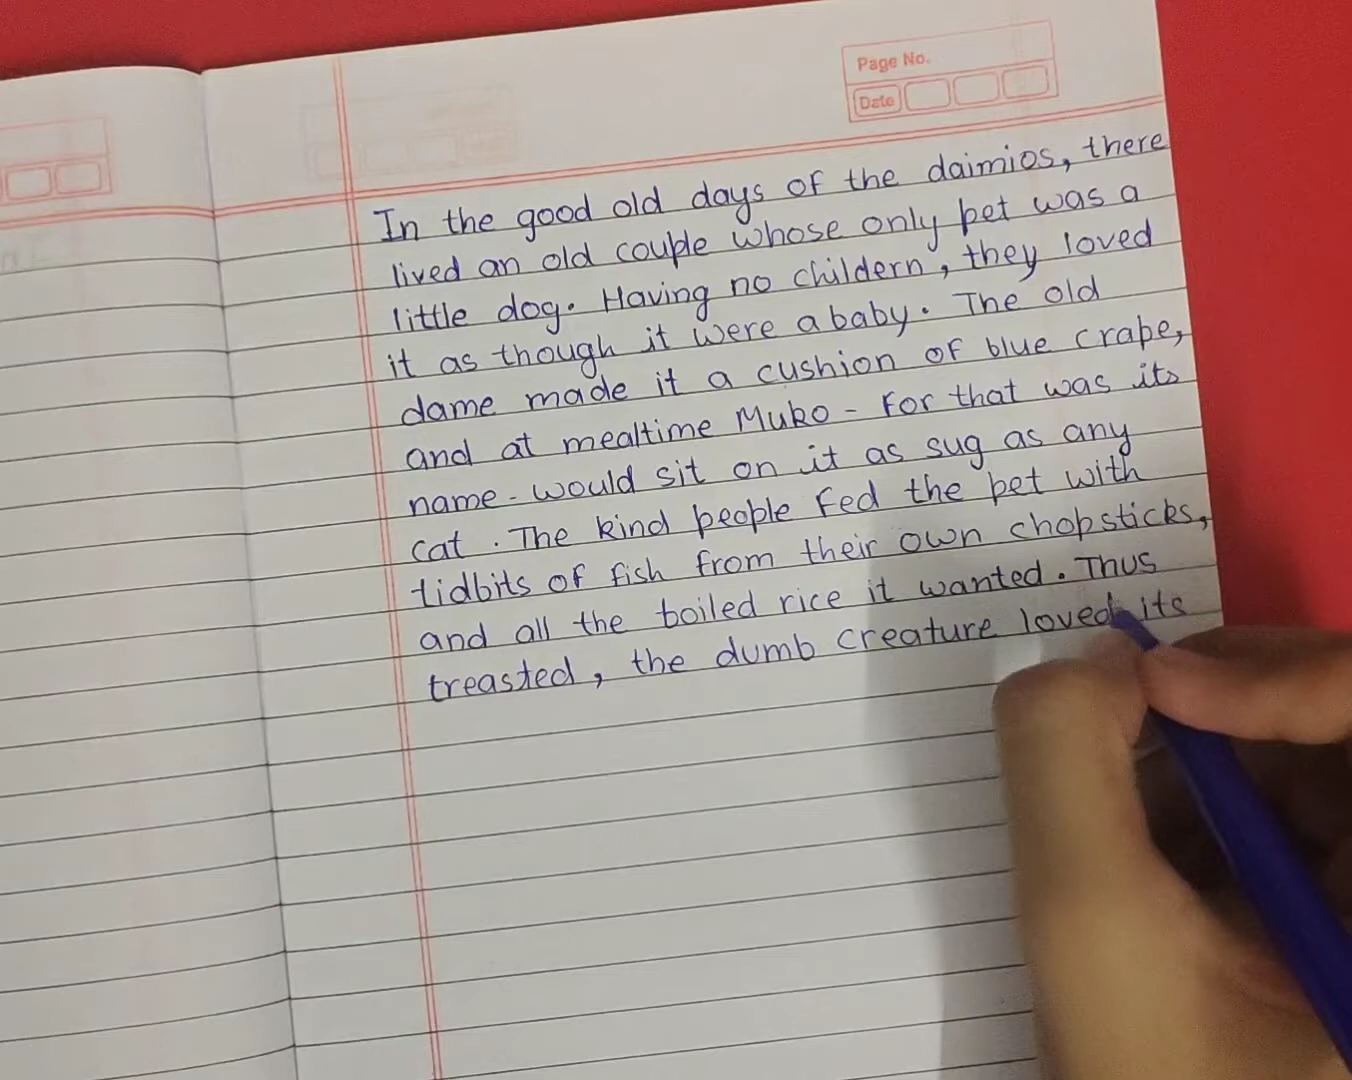 Page No.
Date
In the good old days of the daimios, there
lived an old couple whose only pet was a
little dog. Having no childern, they loved
it as though it were a baby. The old
dame made it a cushion of blue crape,
and at mealtime Muko - for that was its
name - would sit on it as sug as any
cat. The kind people fed the pet with
tidbits of fish from their own chopsticks,
and all the boiled rice it wanted. Thus
treasted, the dumb creature loved its